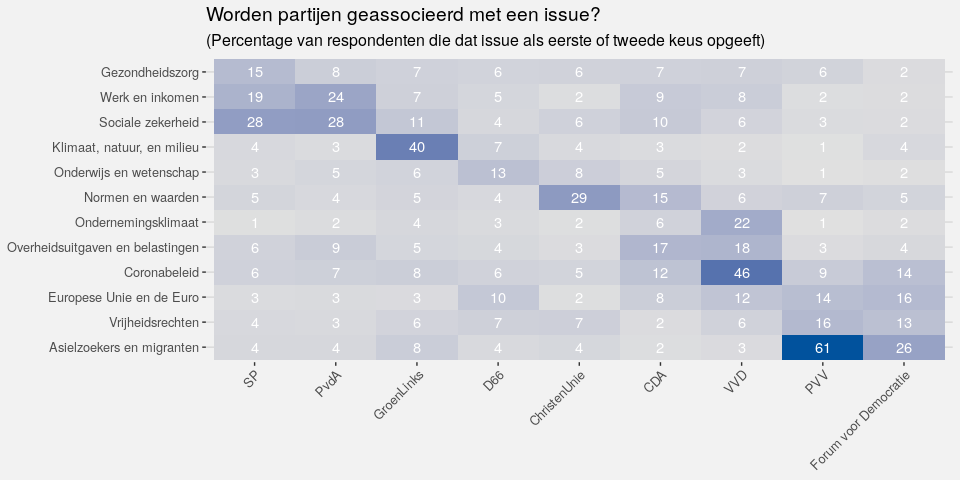 Worden partijen geassocieerd met een issue?
(Percentage van respondenten die dat issue als eerste of tweede keus opgeeft)
Gezondheidszorg 15 8 7 6 6 7 7 6 2
Werk en inkomen 19 24 7 5 2 9 8 2 2
Sociale zekerheid 28 28 11 4 6 10 6 3 2
Klimaat, natuur, en milieu 4 3 40 7 4 3 2 1 4
Onderwijs en wetenschap 3 5 6 13 8 5 3 1 2
Normen en waarden 5 4 5 4 29 15 6 7 5
Ondernemingsklimaat 1 2 4 3 2 6 22 1 2
Overheidsuitgaven en belastingen 6 9 5 4 3 17 18 3 4
Coronabeleid 6 7 8 6 5 12 46 9 14
Europese Unie en de Euro 3 3 3 10 2 8 12 14 16
Vrijheidsrechten 4 3 6 7 7 2 6 16 13
Asielzoekers en migranten 4 4 8 4 4 2 3 61 26
SP PvdA GroenLinks D66 ChristenUnie CDA VVD PVV Forum voor Democratie